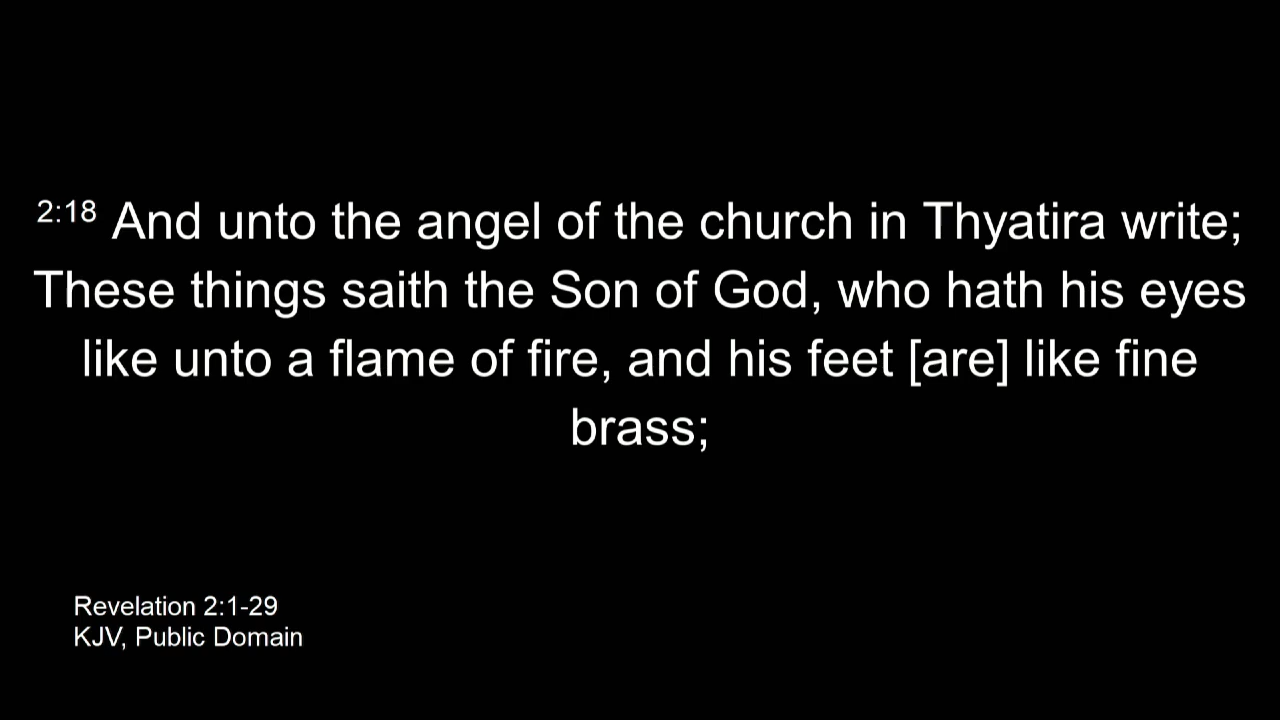 2:18 And unto the angel of the church in Thyatira write;
These things saith the Son of God, who hath his eyes
like unto a flame of fire, and his feet [are] like fine
brass;
Revelation 2:1-29
KJV, Public Domain